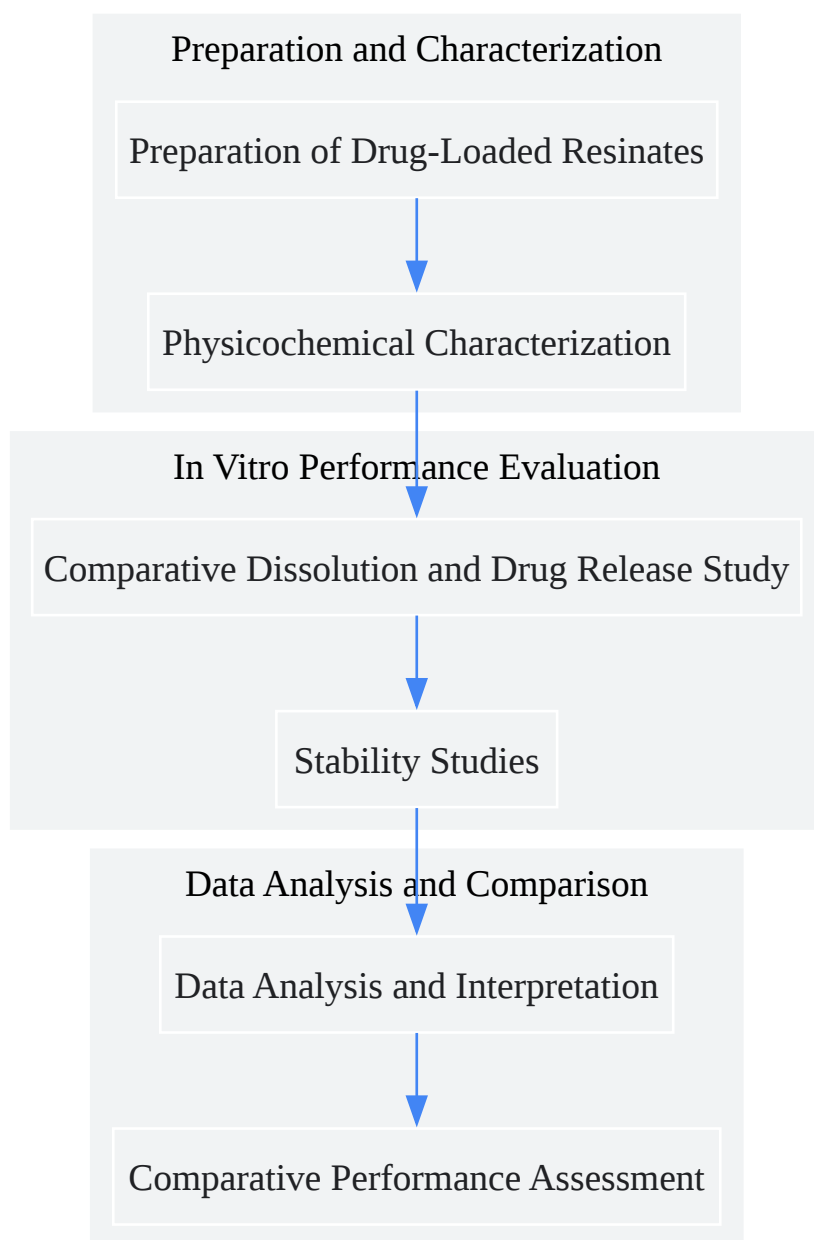 Preparation and Characterization
Preparation of Drug-Loaded Resinates
Physicochemical Characterization
In Vitro Performance Evaluation
Comparative Dissolution and Drug Release Study
Stability Studies
Data Analysis and Comparison
Data Analysis and Interpretation
Comparative Performance Assessment